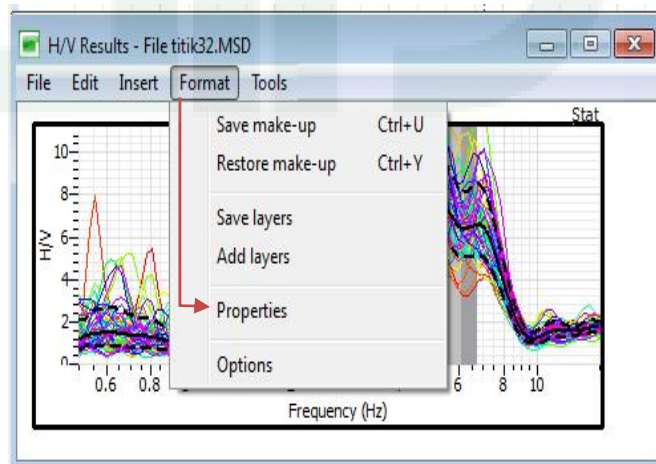 H/V Results - File titik32.MSD
File Edit Insert Format Tools
Save make-up Ctrl+U
Restore make-up Ctrl+Y
Save layers
Add layers
Properties
Options
Stat
H/V
10
8
6
4
2
0
0.6 0.8 6 8 10
Frequency (Hz)